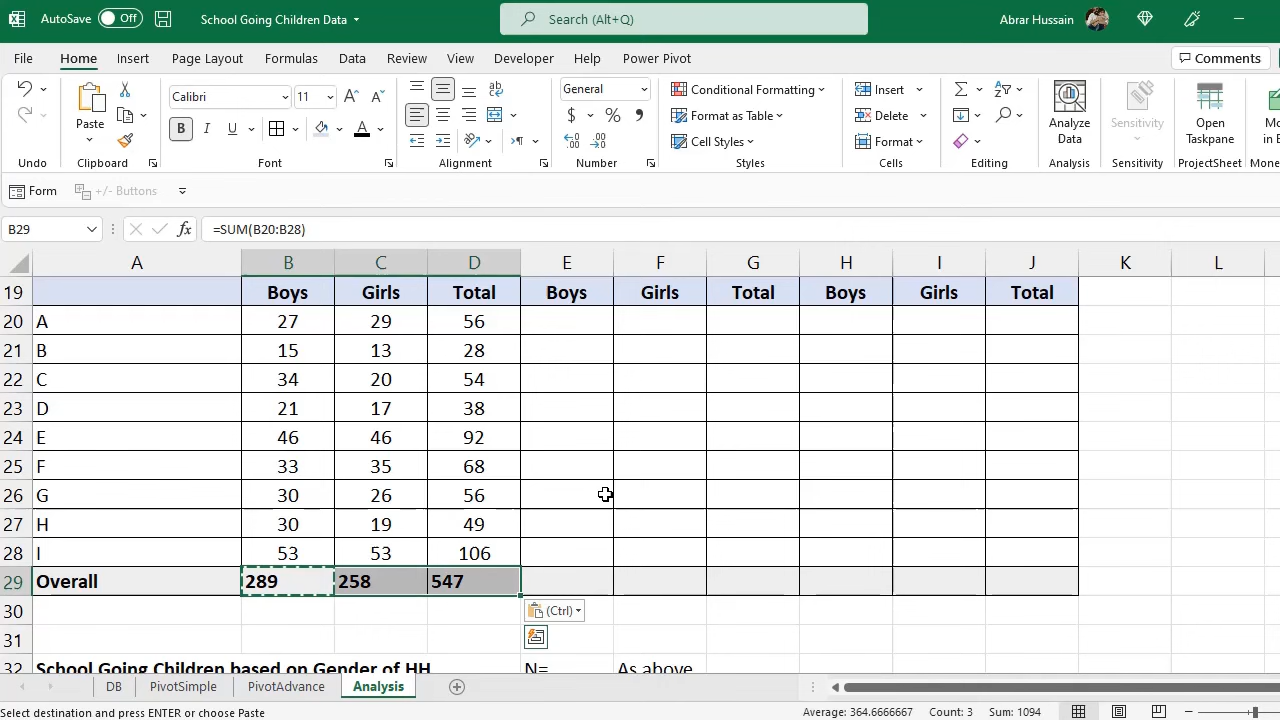 AutoSave Off School Going Children Data Search (Alt+Q) Abrar Hussain
File Home Insert Page Layout Formulas Data Review View Developer Help Power Pivot Comments
Calibri 11 General Conditional Formatting Insert
Paste $ % Format as Table Delete Analyze Data Sensitivity Open Taskpane
B I U A Cell Styles Format
Undo Clipboard Font Alignment Number Styles Cells Editing Analysis Sensitivity ProjectSheet
Form +/- Buttons
B29 fx =SUM(B20:B28)
A B C D E F G H I J K L
19 Boys Girls Total Boys Girls Total Boys Girls Total
20 A 27 29 56
21 B 15 13 28
22 C 34 20 54
23 D 21 17 38
24 E 46 46 92
25 F 33 35 68
26 G 30 26 56
27 H 30 19 49
28 I 53 53 106
29 Overall 289 258 547
30 (Ctrl)
31
32 School Going Children based on Gender of HH N= As above
DB PivotSimple PivotAdvance Analysis
Select destination and press ENTER or choose Paste Average: 364.6666667 Count: 3 Sum: 1094